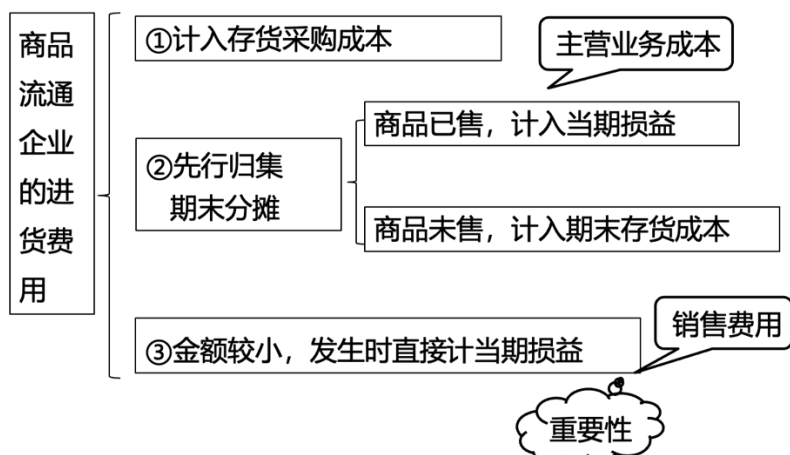 商品
流通
企业
的进
货费
用
①计入存货采购成本
主营业务成本
②先行归集
期末分摊
商品已售，计入当期损益
商品未售，计入期末存货成本
③金额较小，发生时直接计当期损益
销售费用
重要性